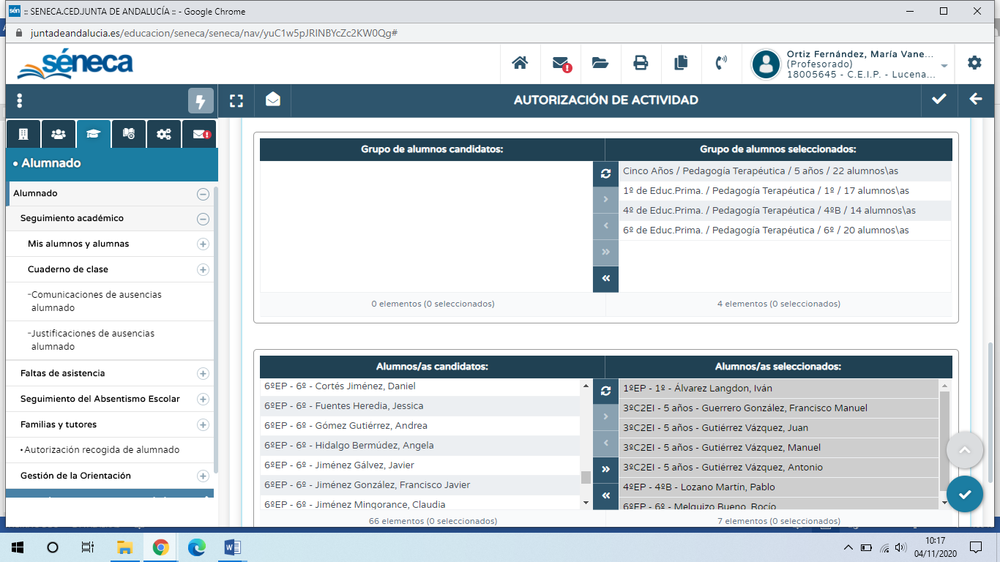 :: SENECA.CED.JUNTA DE ANDALUCÍA :: - Google Chrome
juntadeandalucia.es/educacion/seneca/seneca/nav/yuC1w5pJRINBYcZc2KW0Qg#
séneca
Ortiz Fernández, María Vane...
(Profesorado)
18005645 - C.E.I.P. - Lucena...
AUTORIZACIÓN DE ACTIVIDAD
• Alumnado
Alumnado
Seguimiento académico
Mis alumnos y alumnas
Cuaderno de clase
-Comunicaciones de ausencias
alumnado
-Justificaciones de ausencias
alumnado
Faltas de asistencia
Seguimiento del Absentismo Escolar
Familias y tutores
•Autorización recogida de alumnado
Gestión de la Orientación
Grupo de alumnos candidatos:
Grupo de alumnos seleccionados:
Cinco Años / Pedagogía Terapéutica / 5 años / 22 alumnos\as
1º de Educ.Prima. / Pedagogía Terapéutica / 1º / 17 alumnos\as
4º de Educ.Prima. / Pedagogía Terapéutica / 4ºB / 14 alumnos\as
6º de Educ.Prima. / Pedagogía Terapéutica / 6º / 20 alumnos\as
0 elementos (0 seleccionados)
4 elementos (0 seleccionados)
Alumnos/as candidatos:
Alumnos/as seleccionados:
6ºEP - 6º - Cortés Jiménez, Daniel
6ºEP - 6º - Fuentes Heredia, Jessica
6ºEP - 6º - Gómez Gutiérrez, Andrea
6ºEP - 6º - Hidalgo Bermúdez, Angela
6ºEP - 6º - Jiménez Gálvez, Javier
6ºEP - 6º - Jiménez González, Francisco Javier
6ºEP - 6º - Jiménez Mingorance, Claudia
1ºEP - 1º - Álvarez Langdon, Iván
3ºC2EI - 5 años - Guerrero González, Francisco Manuel
3ºC2EI - 5 años - Gutiérrez Vázquez, Juan
3ºC2EI - 5 años - Gutiérrez Vázquez, Manuel
3ºC2EI - 5 años - Gutiérrez Vázquez, Antonio
4ºEP - 4ºB - Lozano Martín, Pablo
6ºEP - 6º - Melguizo Bueno, Rocío
66 elementos (0 seleccionados)
7 elementos (0 seleccionados)
10:17
04/11/2020